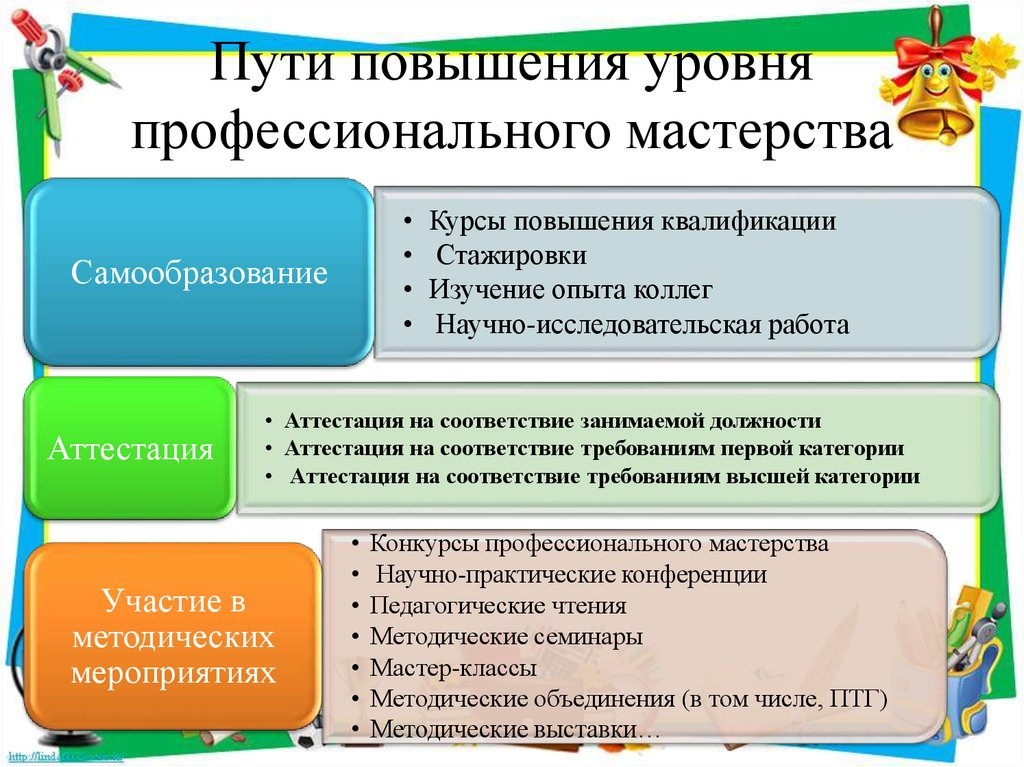 Пути повышения уровня
профессионального мастерства
Самообразование
• Курсы повышения квалификации
• Стажировки
• Изучение опыта коллег
• Научно-исследовательская работа
Аттестация
• Аттестация на соответствие занимаемой должности
• Аттестация на соответствие требованиям первой категории
• Аттестация на соответствие требованиям высшей категории
Участие в
методических
мероприятиях
• Конкурсы профессионального мастерства
• Научно-практические конференции
• Педагогические чтения
• Методические семинары
• Мастер-классы
• Методические объединения (в том числе, ПТГ)
• Методические выставки…